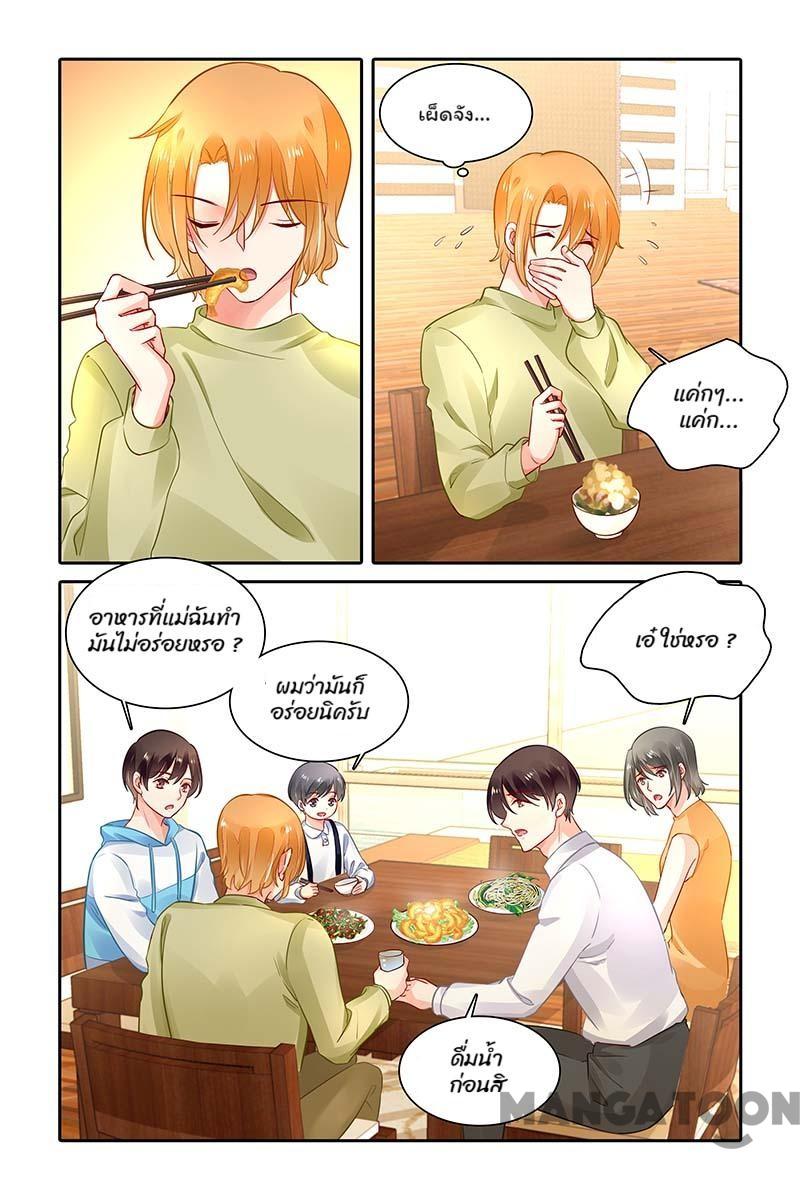 เผ็ดจัง...
แค่กๆ...
แค่ก...
อาหารที่แม่ฉันทำ
มันไม่อร่อยหรอ ?
ผมว่ามันก็
อร่อยนิครับ
เอ๋ ใช่หรอ ?
ดื่มน้ำ
ก่อนสิ
MANGATOON